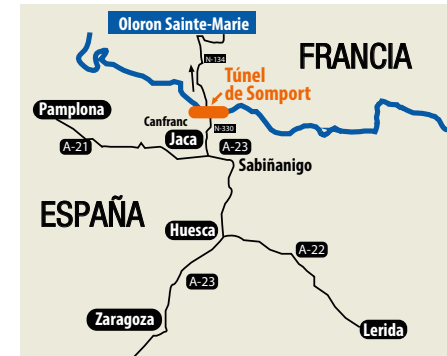 Oloron Sainte-Marie
N-134
FRANCIA
Túnel
de Somport
Pamplona
Canfranc
N-330
A-21
Jaca
A-23
Sabiñanigo
ESPAÑA
Huesca
A-22
A-23
Zaragoza
Lerida